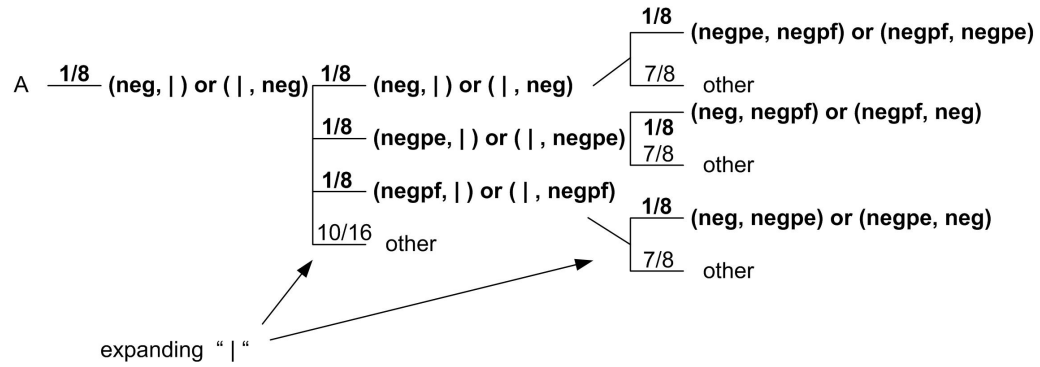 1/8 (negpe, negpf) or (negpf, negpe)
A 1/8 (neg, | ) or ( | , neg) 1/8 (neg, | ) or ( | , neg) 7/8 other
1/8 (neg, negpf) or (negpf, neg)
1/8 (negpe, | ) or ( | , negpe) 7/8 other
1/8 (negpf, | ) or ( | , negpf)
1/8 (neg, negpe) or (negpe, neg)
10/16 other
7/8 other
expanding “ | “